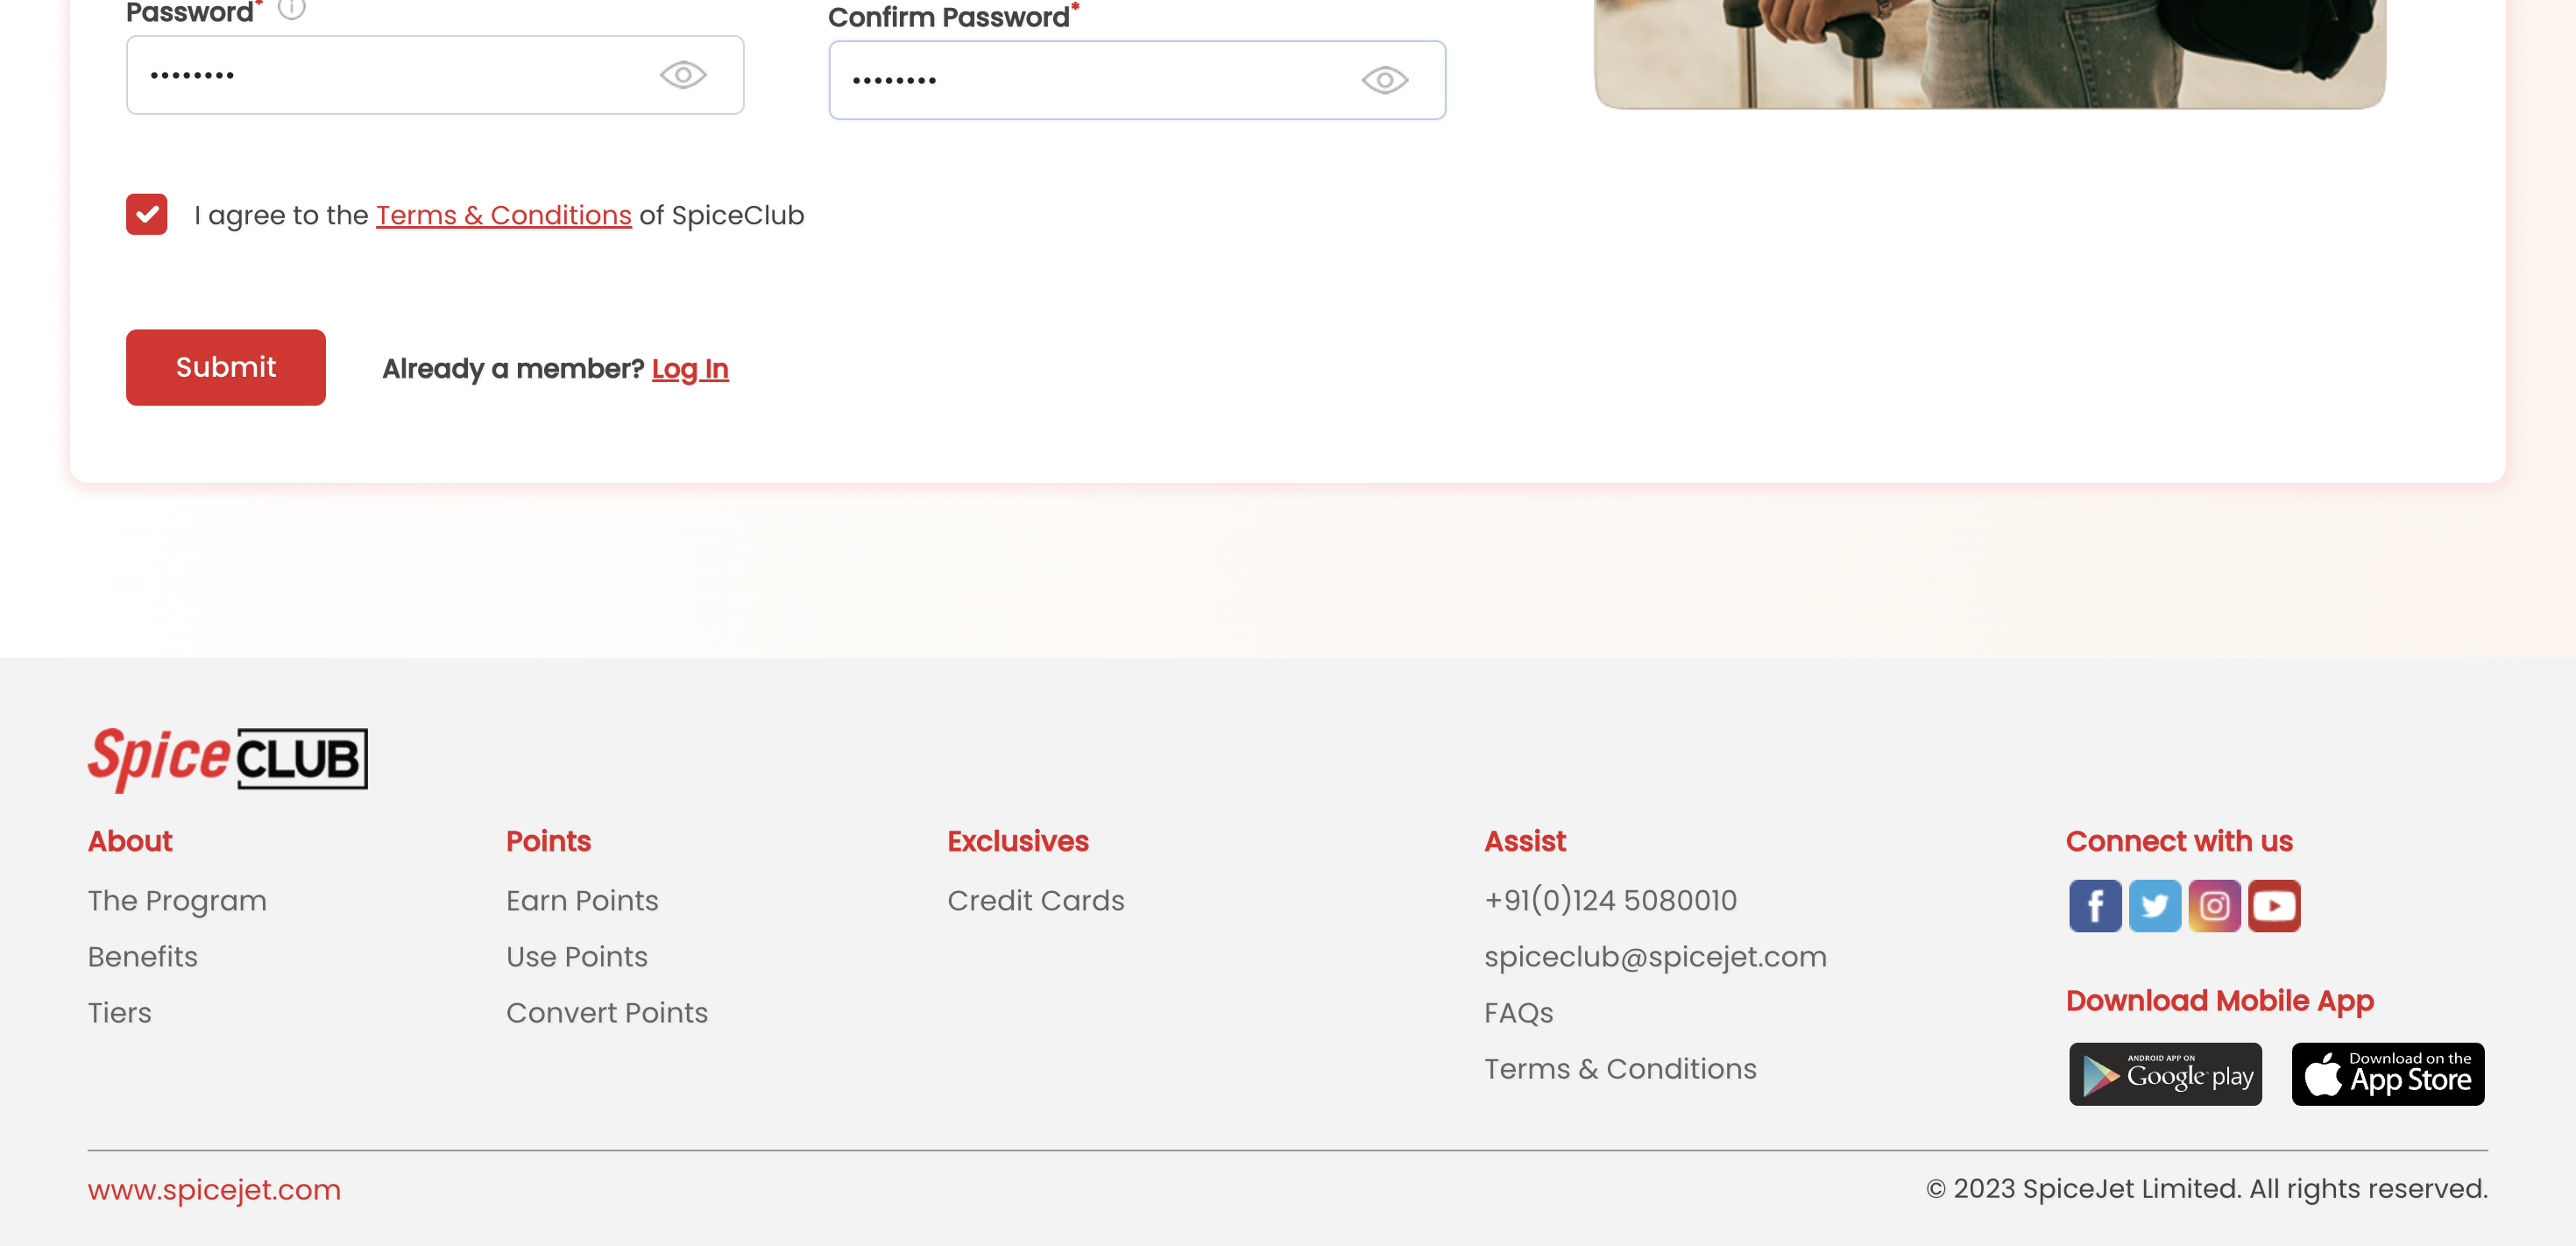 Password*
Confirm Password*
••••••••
••••••••
I agree to the Terms & Conditions of SpiceClub
Submit
Already a member? Log In
Spice CLUB
About
The Program
Benefits
Tiers
Points
Earn Points
Use Points
Convert Points
Exclusives
Credit Cards
Assist
+91(0)124 5080010
spiceclub@spicejet.com
FAQs
Terms & Conditions
Connect with us
Download Mobile App
ANDROID APP ON
Google play
Download on the
App Store
www.spicejet.com
© 2023 SpiceJet Limited. All rights reserved.